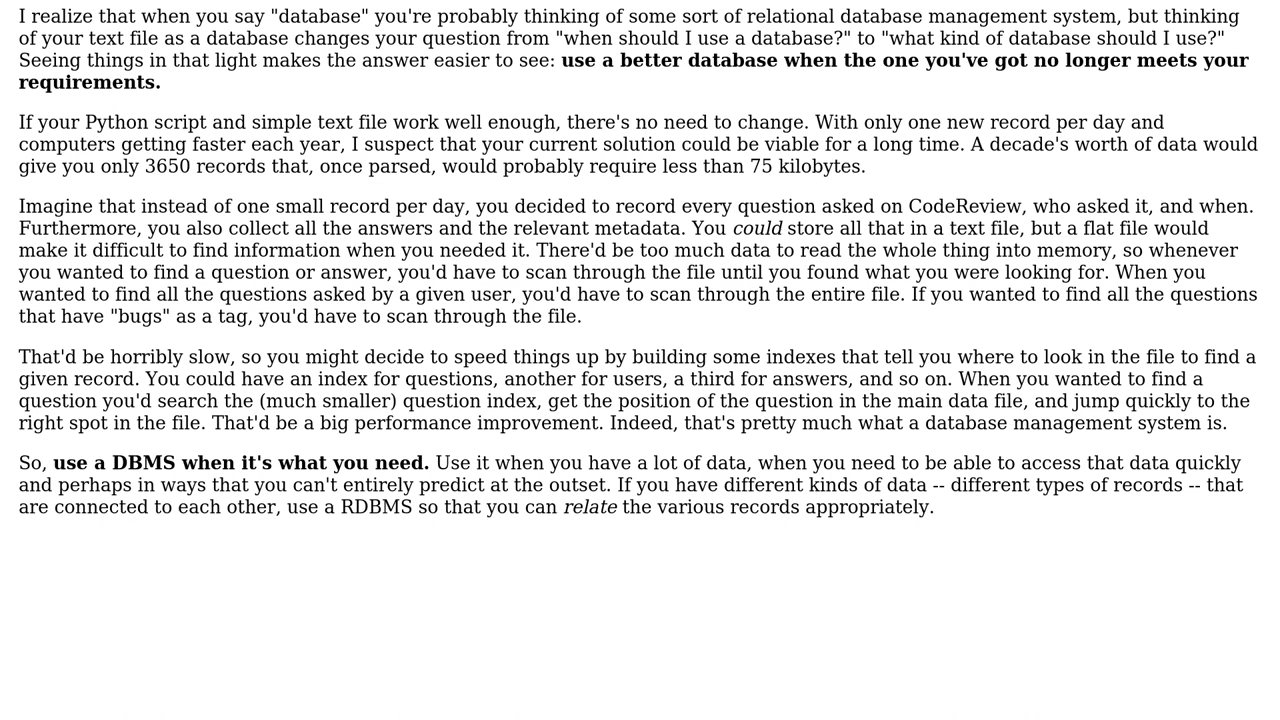 I realize that when you say "database" you're probably thinking of some sort of relational database management system, but thinking
of your text file as a database changes your question from "when should I use a database?" to "what kind of database should I use?"
Seeing things in that light makes the answer easier to see: use a better database when the one you've got no longer meets your
requirements.
If your Python script and simple text file work well enough, there's no need to change. With only one new record per day and
computers getting faster each year, I suspect that your current solution could be viable for a long time. A decade's worth of data would
give you only 3650 records that, once parsed, would probably require less than 75 kilobytes.
Imagine that instead of one small record per day, you decided to record every question asked on CodeReview, who asked it, and when.
Furthermore, you also collect all the answers and the relevant metadata. You could store all that in a text file, but a flat file would
make it difficult to find information when you needed it. There'd be too much data to read the whole thing into memory, so whenever
you wanted to find a question or answer, you'd have to scan through the file until you found what you were looking for. When you
wanted to find all the questions asked by a given user, you'd have to scan through the entire file. If you wanted to find all the questions
that have "bugs" as a tag, you'd have to scan through the file.
That'd be horribly slow, so you might decide to speed things up by building some indexes that tell you where to look in the file to find a
given record. You could have an index for questions, another for users, a third for answers, and so on. When you wanted to find a
question you'd search the (much smaller) question index, get the position of the question in the main data file, and jump quickly to the
right spot in the file. That'd be a big performance improvement. Indeed, that's pretty much what a database management system is.
So, use a DBMS when it's what you need. Use it when you have a lot of data, when you need to be able to access that data quickly
and perhaps in ways that you can't entirely predict at the outset. If you have different kinds of data -- different types of records -- that
are connected to each other, use a RDBMS so that you can relate the various records appropriately.